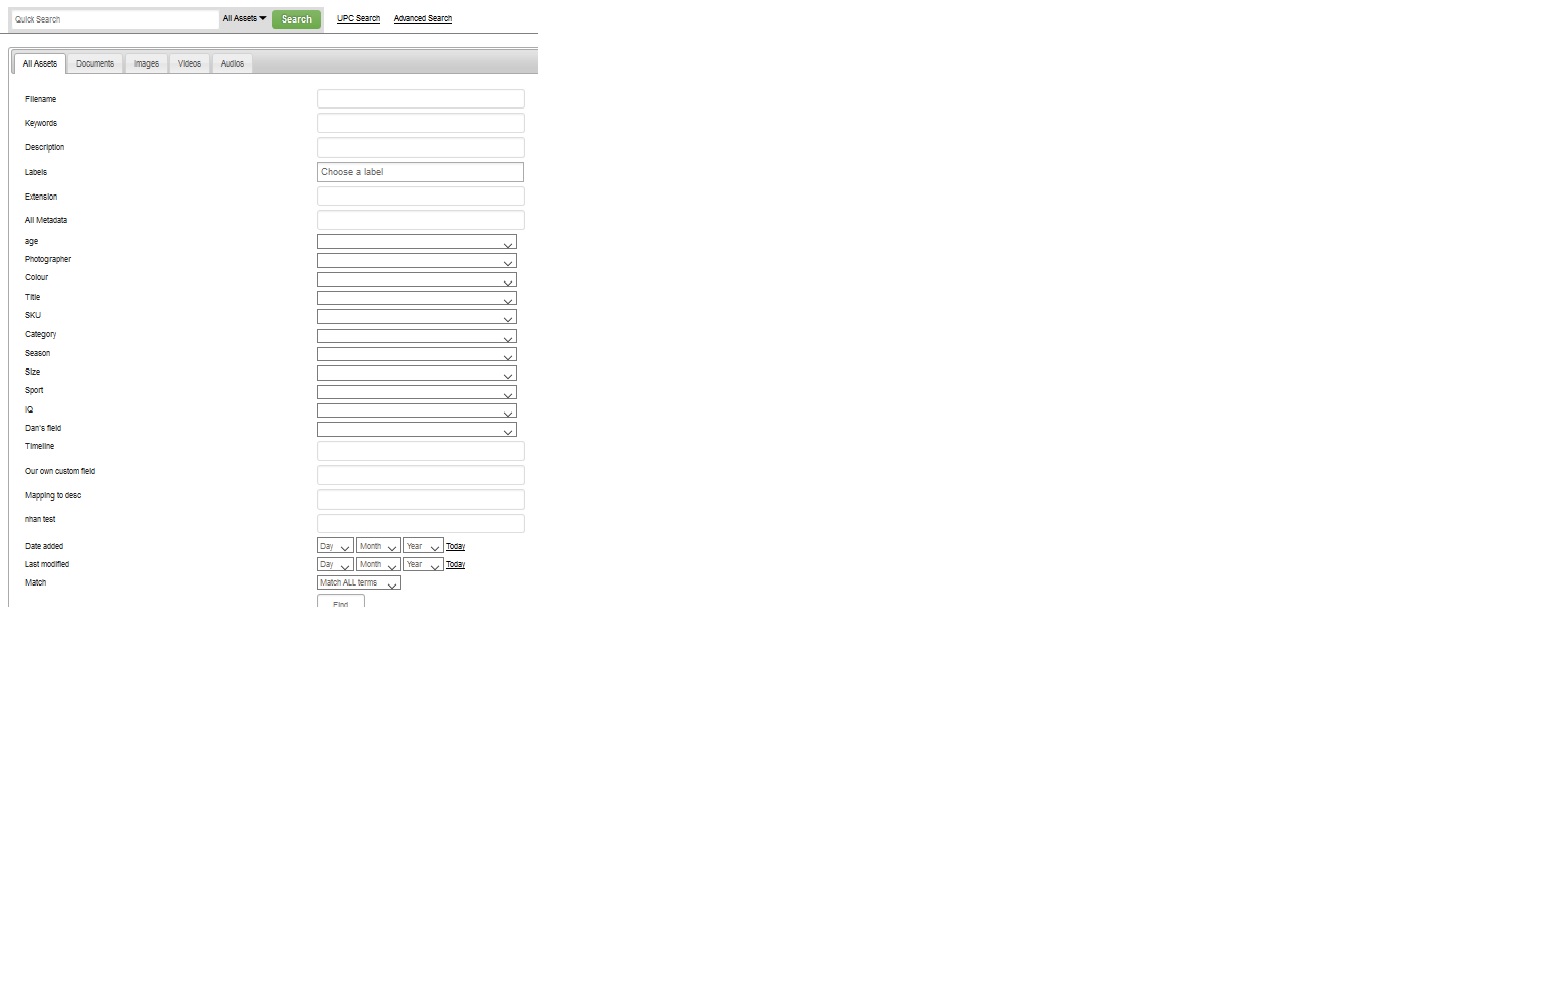 Quick Search All Assets Search UPC Search Advanced Search
All Assets Documents Images Videos Audios
Filename
Keywords
Description
Labels Choose a label
Extension
All Metadata
age
Photographer
Colour
Title
SKU
Category
Season
Size
Sport
IQ
Dan's field
Timeline
Our own custom field
Mapping to desc
nhan test
Date added Day Month Year Today
Last modified Day Month Year Today
Match Match ALL terms
Find